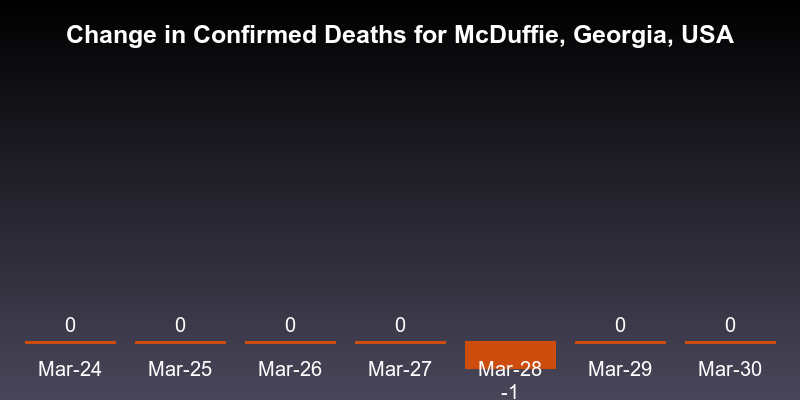 Change in Confirmed Deaths for McDuffie, Georgia, USA
0 0 0 0 0 0
Mar-24 Mar-25 Mar-26 Mar-27 Mar-28 Mar-29 Mar-30
-1